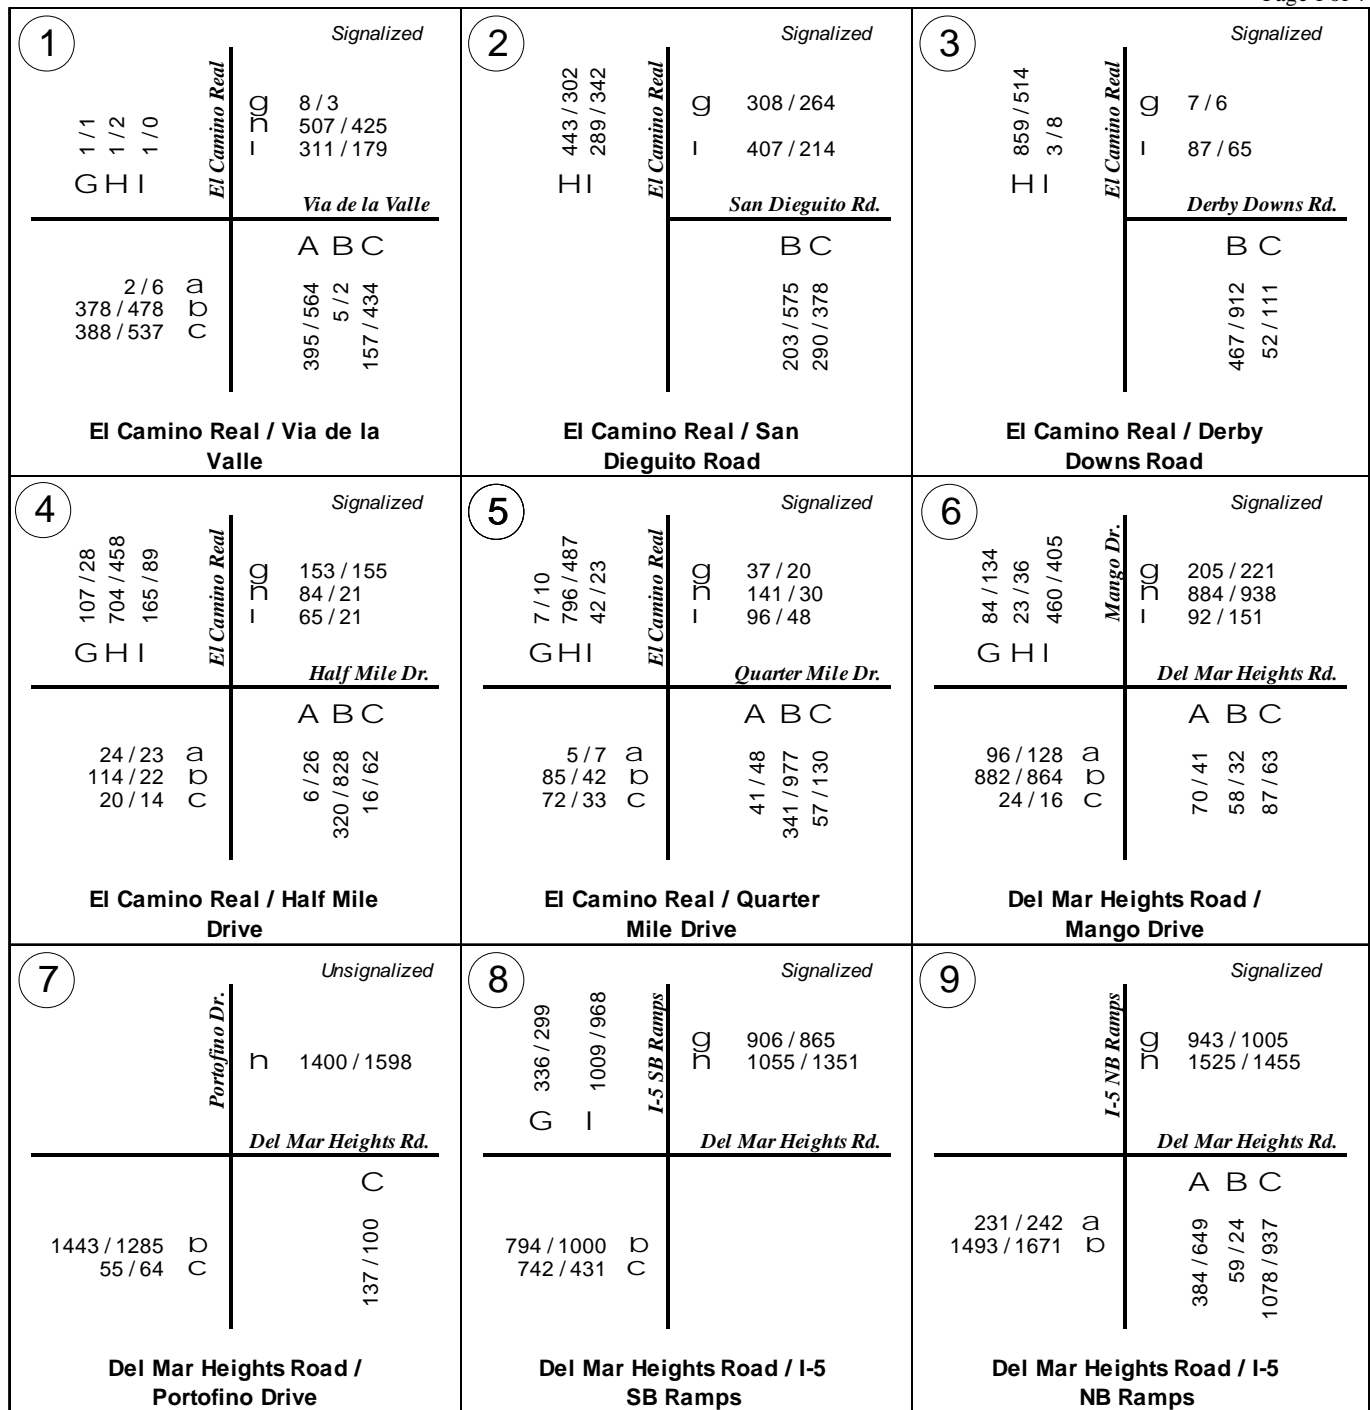 1
Signalized
1 / 1
1 / 2
1 / 0
G H I
El Camino Real
g 8 / 3
h 507 / 425
i 311 / 179
Via de la Valle
2 / 6 a
378 / 478 b
388 / 537 c
A B C
395 / 564
5 / 2
157 / 434
El Camino Real / Via de la
Valle
2
Signalized
443 / 302
289 / 342
H I
El Camino Real
g 308 / 264
i 407 / 214
San Dieguito Rd.
B C
203 / 575
290 / 378
El Camino Real / San
Dieguito Road
3
Signalized
859 / 514
3 / 8
H I
El Camino Real
g 7 / 6
i 87 / 65
Derby Downs Rd.
B C
467 / 912
52 / 111
El Camino Real / Derby
Downs Road
4
Signalized
107 / 28
704 / 458
165 / 89
G H I
El Camino Real
g 153 / 155
h 84 / 21
i 65 / 21
Half Mile Dr.
24 / 23 a
114 / 22 b
20 / 14 c
A B C
6 / 26
320 / 828
16 / 62
El Camino Real / Half Mile
Drive
5
Signalized
7 / 10
796 / 487
42 / 23
G H I
El Camino Real
g 37 / 20
h 141 / 30
i 96 / 48
Quarter Mile Dr.
5 / 7 a
85 / 42 b
72 / 33 c
A B C
41 / 48
341 / 977
57 / 130
El Camino Real / Quarter
Mile Drive
6
Signalized
84 / 134
23 / 36
460 / 405
G H I
Mango Dr.
g 205 / 221
h 884 / 938
i 92 / 151
Del Mar Heights Rd.
96 / 128 a
882 / 864 b
24 / 16 c
A B C
70 / 41
58 / 32
87 / 63
Del Mar Heights Road /
Mango Drive
7
Unsignalized
Portofino Dr.
h 1400 / 1598
Del Mar Heights Rd.
1443 / 1285 b
55 / 64 c
C
137 / 100
Del Mar Heights Road /
Portofino Drive
8
Signalized
336 / 299
1009 / 968
G I
I-5 SB Ramps
g 906 / 865
h 1055 / 1351
Del Mar Heights Rd.
794 / 1000 b
742 / 431 c
Del Mar Heights Road / I-5
SB Ramps
9
Signalized
I-5 NB Ramps
g 943 / 1005
h 1525 / 1455
Del Mar Heights Rd.
231 / 242 a
1493 / 1671 b
A B C
384 / 649
59 / 24
1078 / 937
Del Mar Heights Road / I-5
NB Ramps